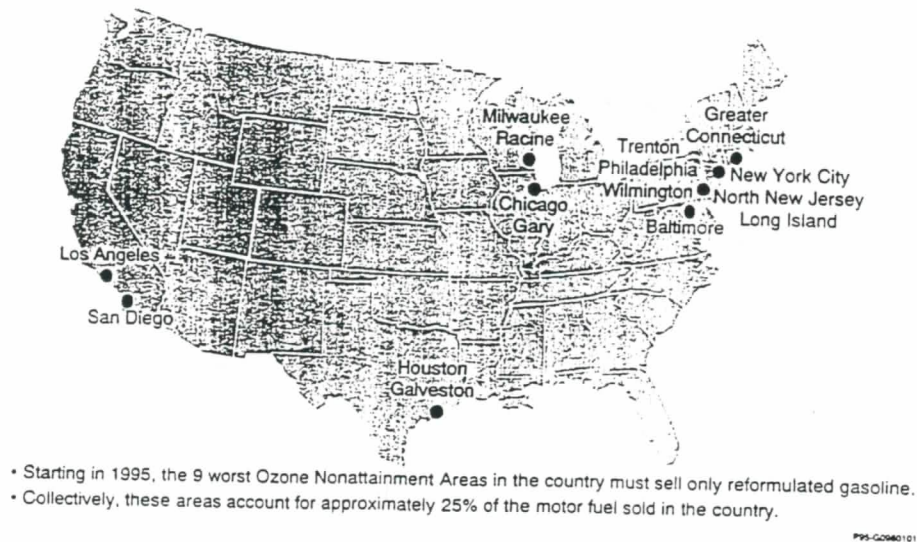 Milwaukee
Racine
Greater
Connecticut
Trenton
Philadelphia
Wilmington
New York City
North New Jersey
Long Island
Baltimore
Chicago
Gary
Los Angeles
San Diego
Houston
Galveston
• Starting in 1995, the 9 worst Ozone Nonattainment Areas in the country must sell only reformulated gasoline.
• Collectively, these areas account for approximately 25% of the motor fuel sold in the country.
P95-G0960101